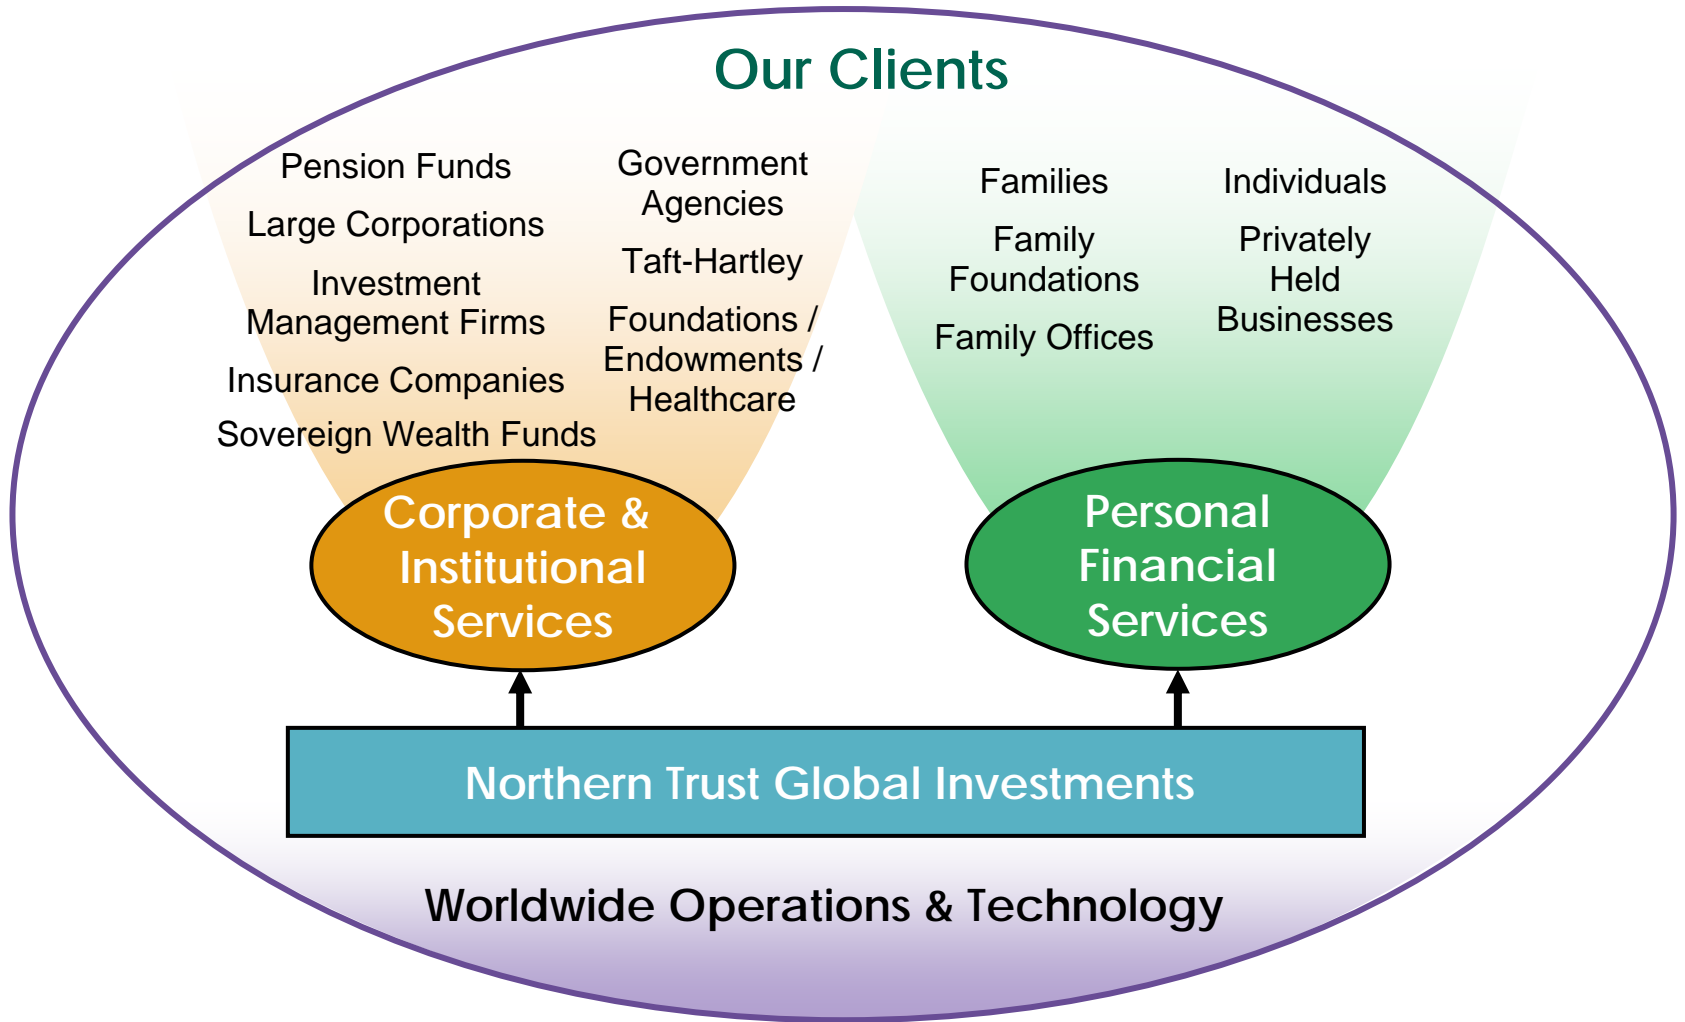 Our Clients
Pension Funds
Large Corporations
Investment
Management Firms
Insurance Companies
Sovereign Wealth Funds
Government
Agencies
Taft-Hartley
Foundations /
Endowments /
Healthcare
Families
Family
Foundations
Family Offices
Individuals
Privately
Held
Businesses
Corporate &
Institutional
Services
Personal
Financial
Services
Northern Trust Global Investments
Worldwide Operations & Technology